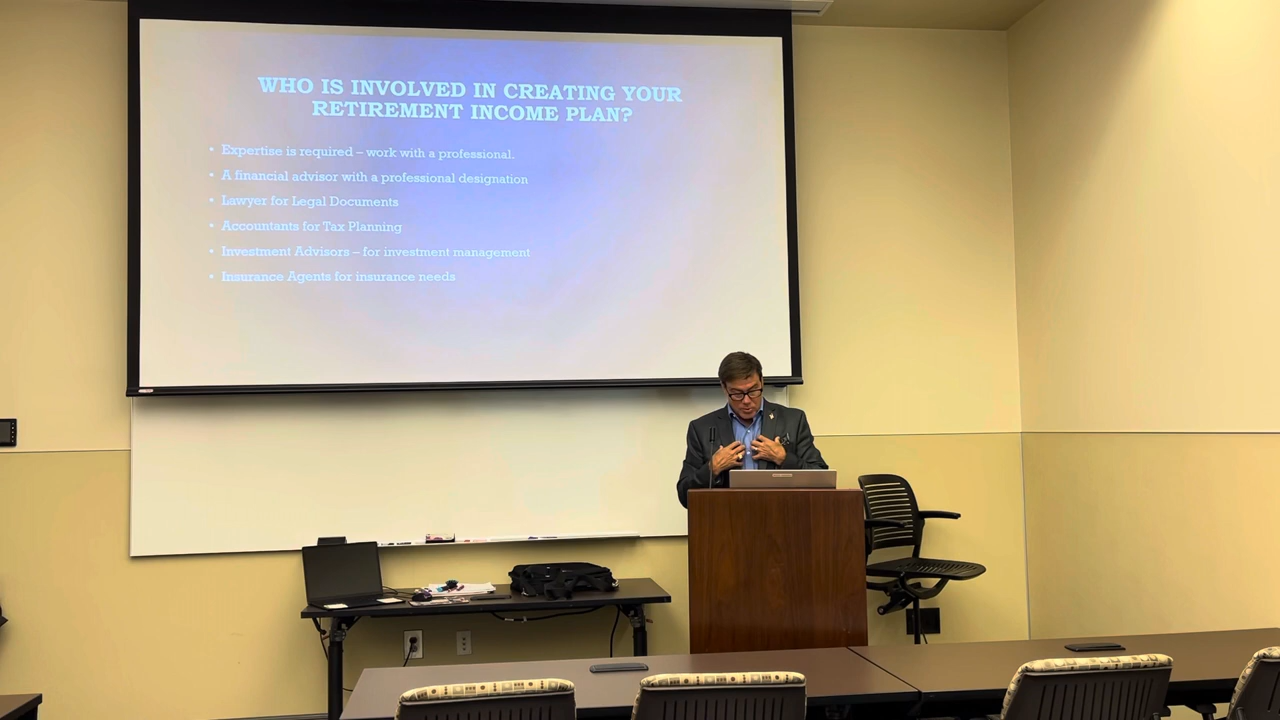 WHO IS INVOLVED IN CREATING YOUR
RETIREMENT INCOME PLAN?
• Expertise is required – work with a professional.
• A financial advisor with a professional designation
• Lawyer for Legal Documents
• Accountants for Tax Planning
• Investment Advisors – for investment management
• Insurance Agents for insurance needs